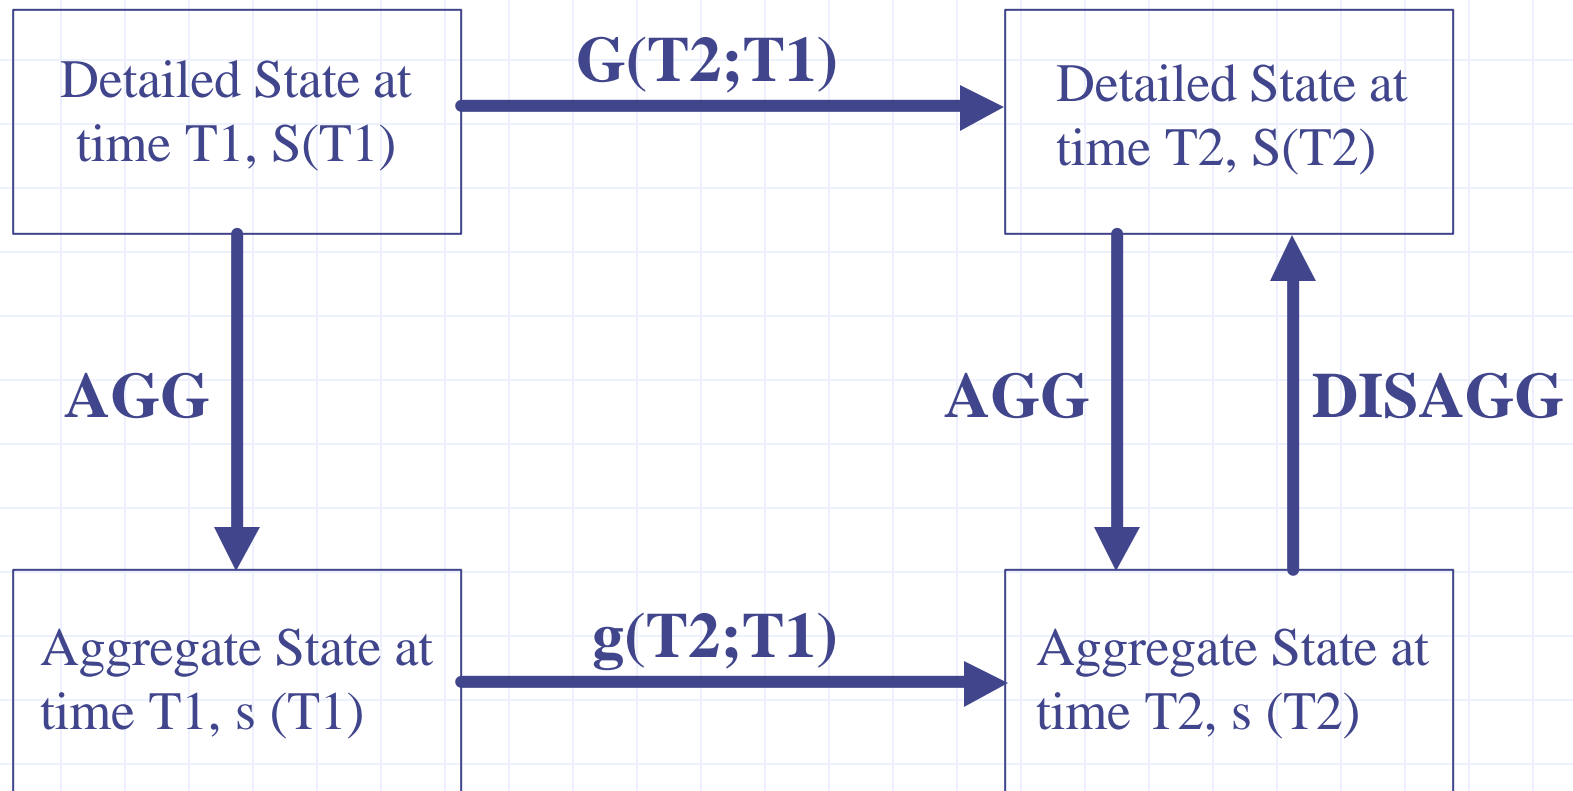 G(T2;T1)
Detailed State at
time T1, S(T1)
Detailed State at
time T2, S(T2)
AGG
AGG
DISAGG
g(T2;T1)
Aggregate State at
time T1, s (T1)
Aggregate State at
time T2, s (T2)